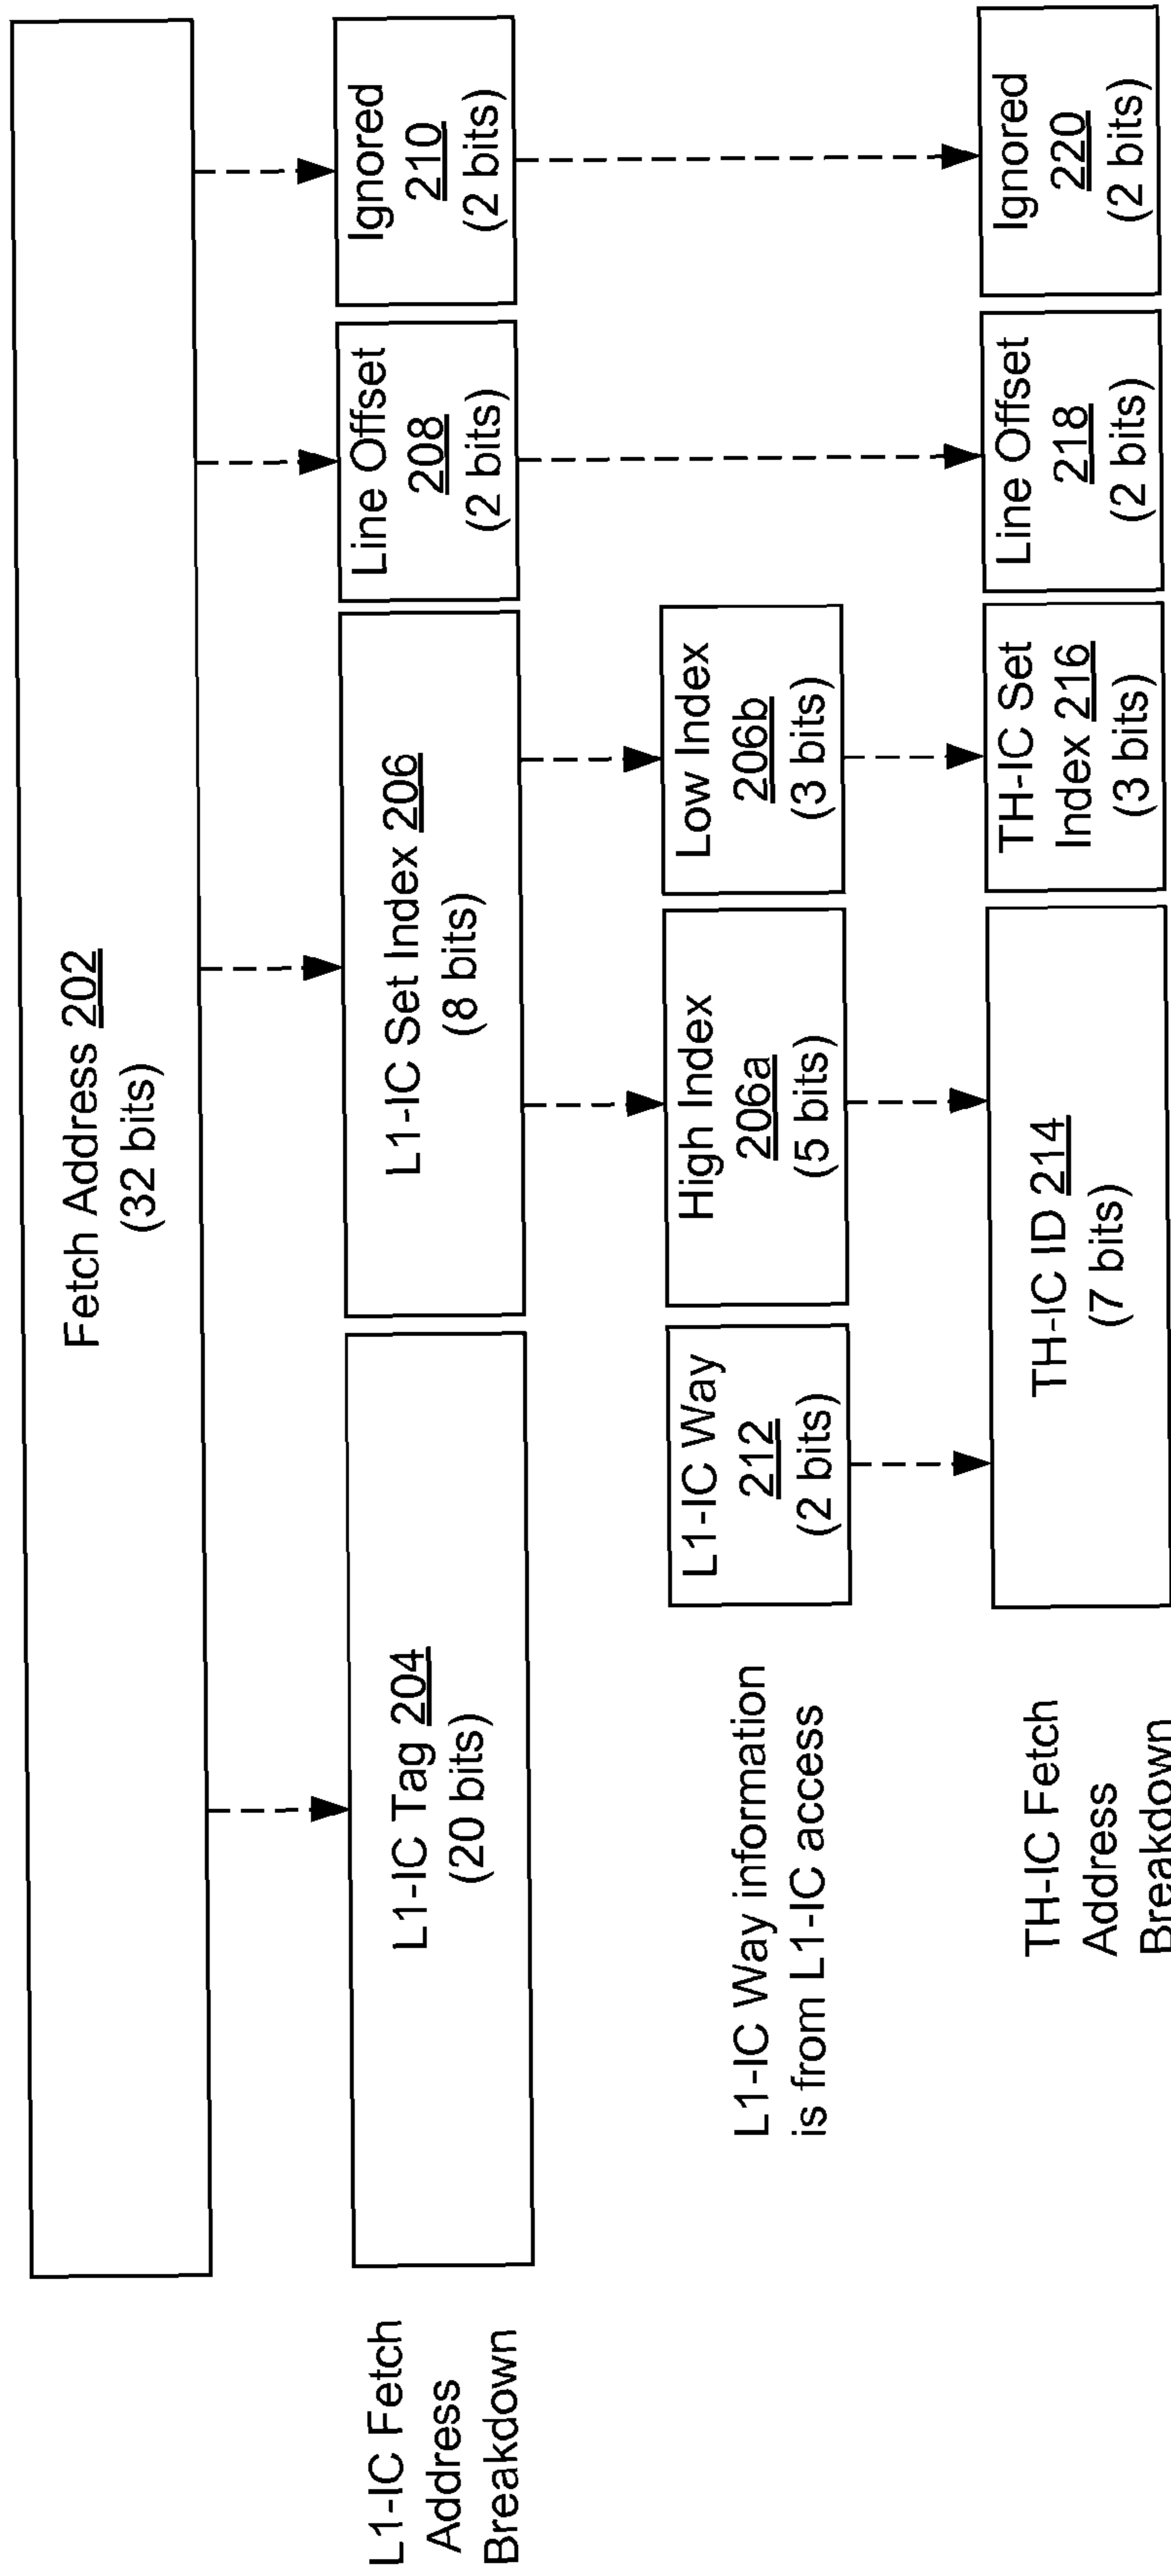 Fetch Address 202
(32 bits)
L1-IC Fetch
Address
Breakdown
L1-IC Tag 204
(20 bits)
L1-IC Set Index 206
(8 bits)
Line Offset
208
(2 bits)
Ignored
210
(2 bits)
L1-IC Way information
is from L1-IC access
L1-IC Way
212
(2 bits)
High Index
206a
(5 bits)
Low Index
206b
(3 bits)
TH-IC Fetch
Address
Breakdown
TH-IC ID 214
(7 bits)
TH-IC Set
Index 216
(3 bits)
Line Offset
218
(2 bits)
Ignored
220
(2 bits)